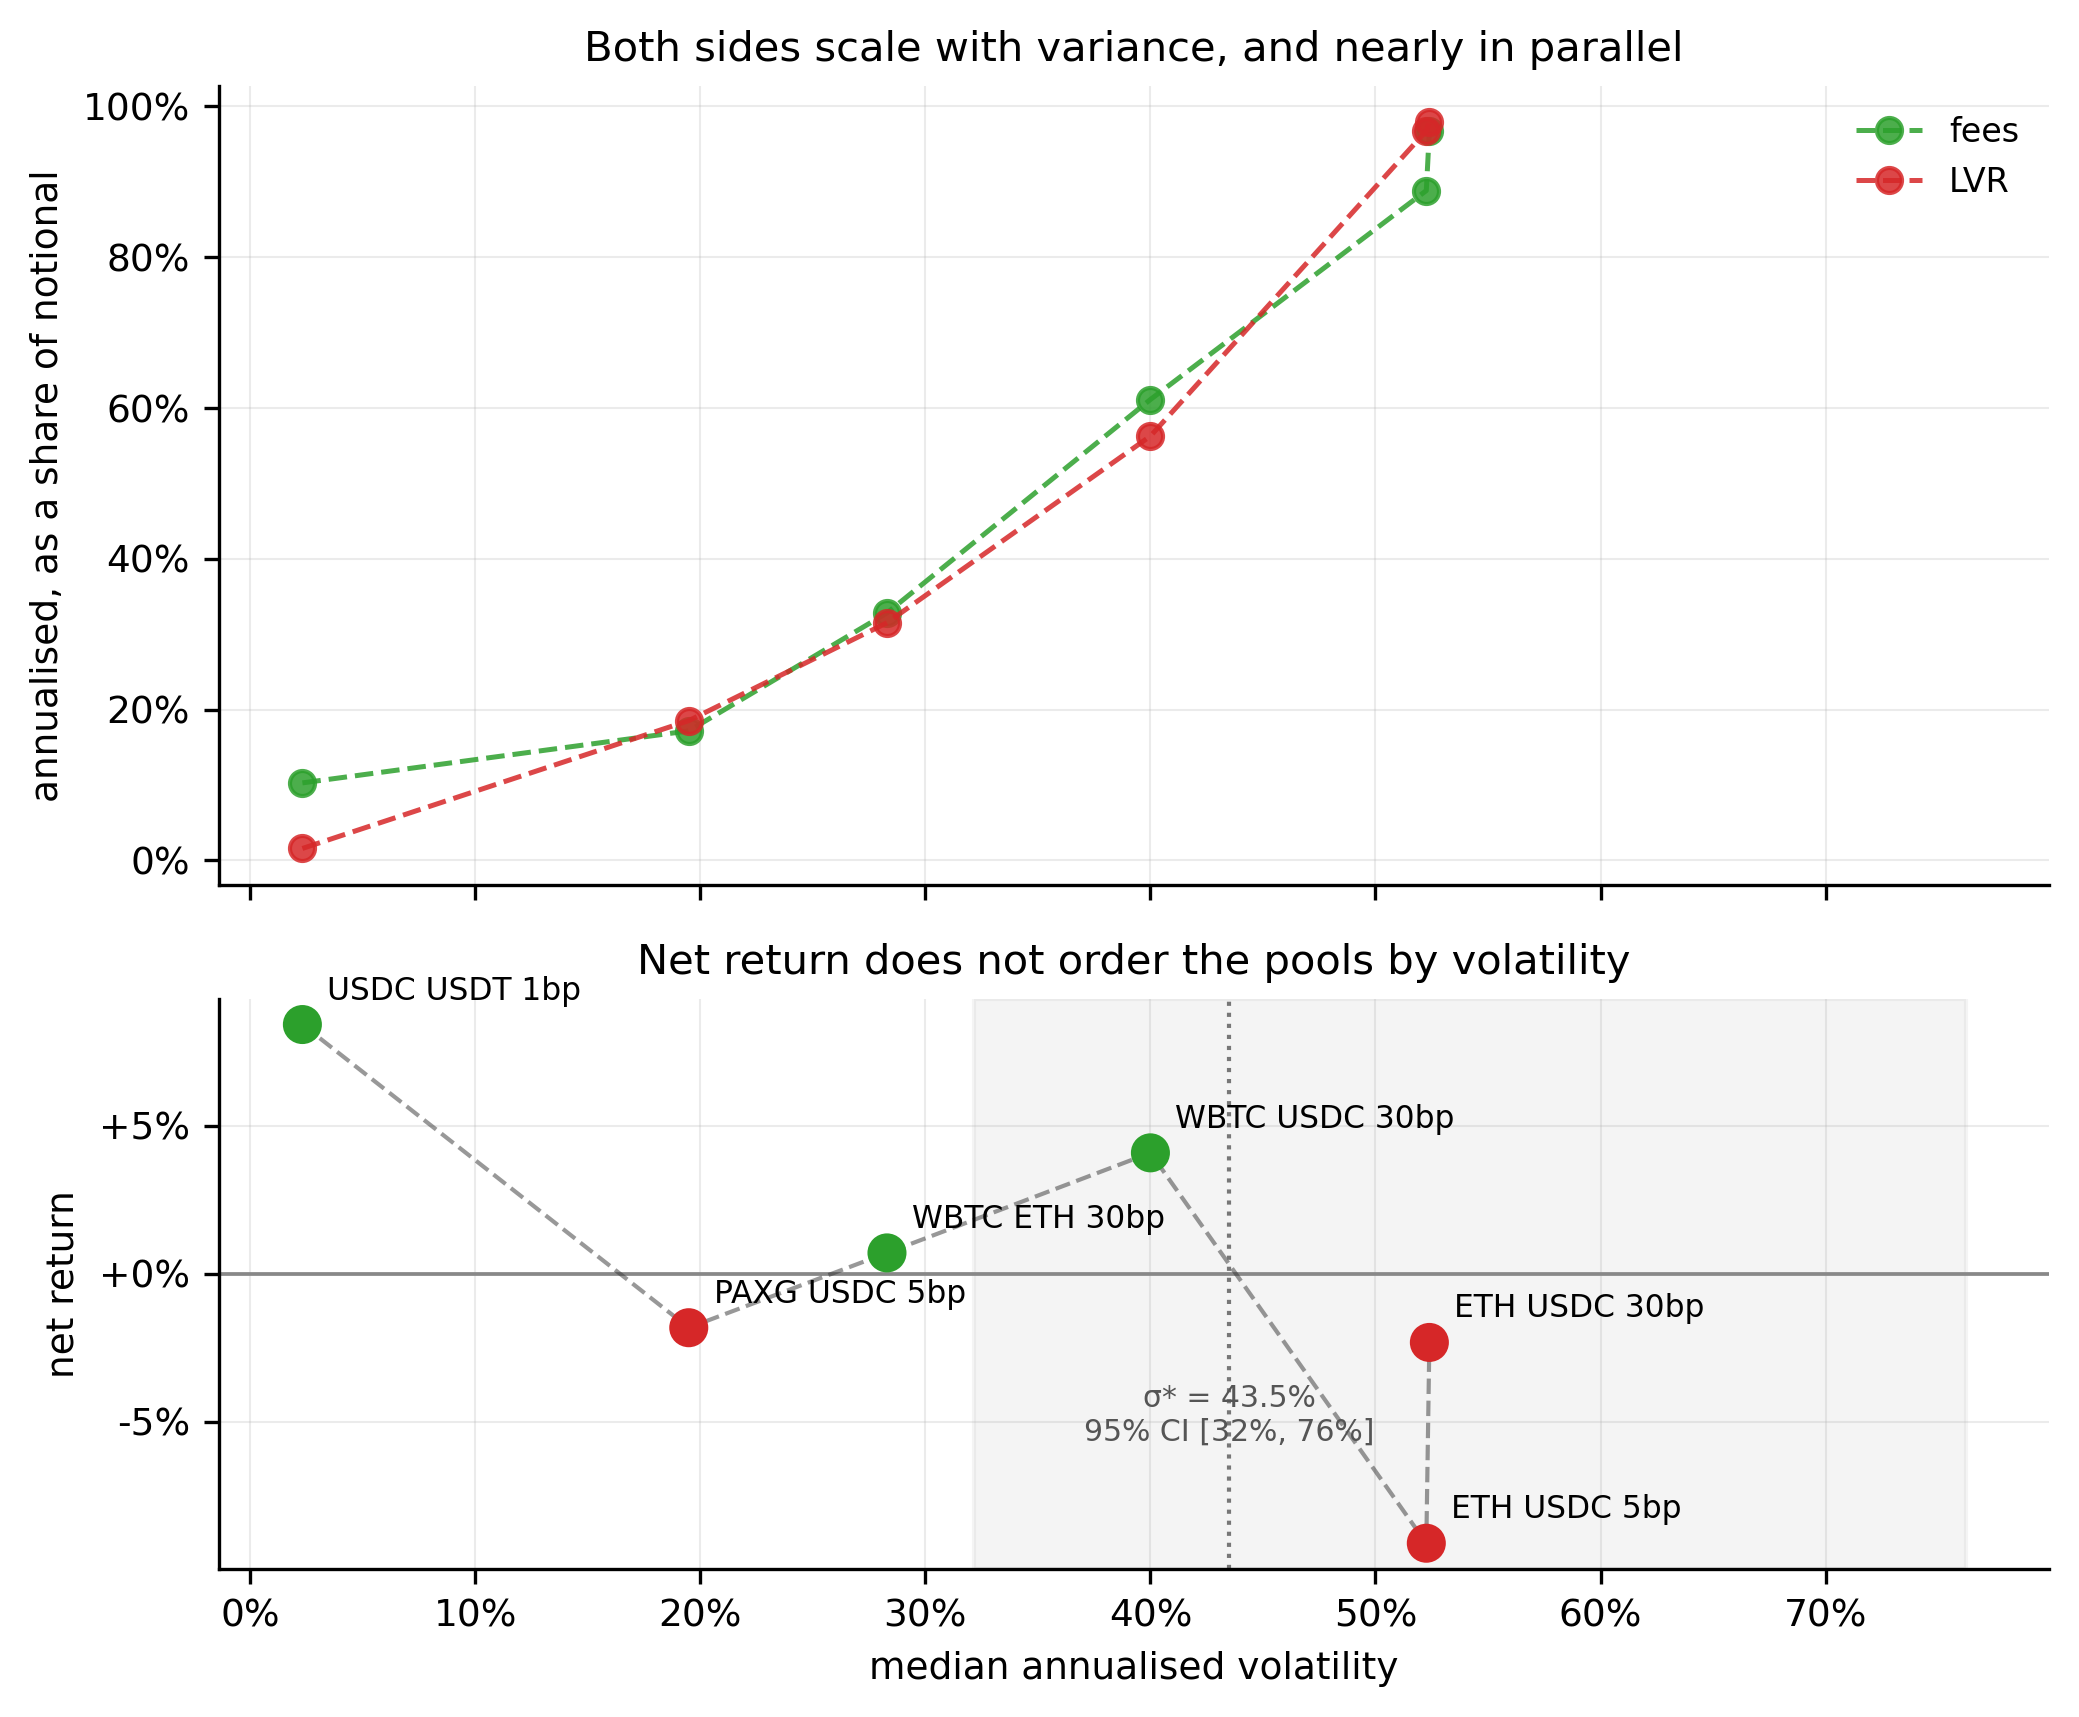 Both sides scale with variance, and nearly in parallel
annualised, as a share of notional
100%
80%
60%
40%
20%
0%
fees
LVR
Net return does not order the pools by volatility
net return
+5%
+0%
-5%
USDC USDT 1bp
WBTC USDC 30bp
WBTC ETH 30bp
PAXG USDC 5bp
ETH USDC 30bp
σ* = 43.5%
95% CI [32%, 76%]
ETH USDC 5bp
0% 10% 20% 30% 40% 50% 60% 70%
median annualised volatility